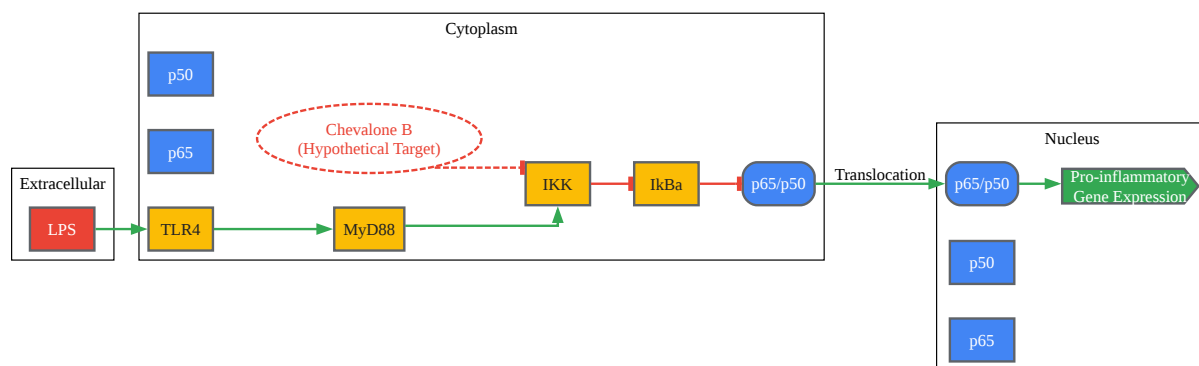 Extracellular
LPS
Cytoplasm
p50
p65
Chevalone B
(Hypothetical Target)
TLR4
MyD88
IKK
IkBa
p65/p50
Translocation
Nucleus
p65/p50
Pro-inflammatory
Gene Expression
p50
p65